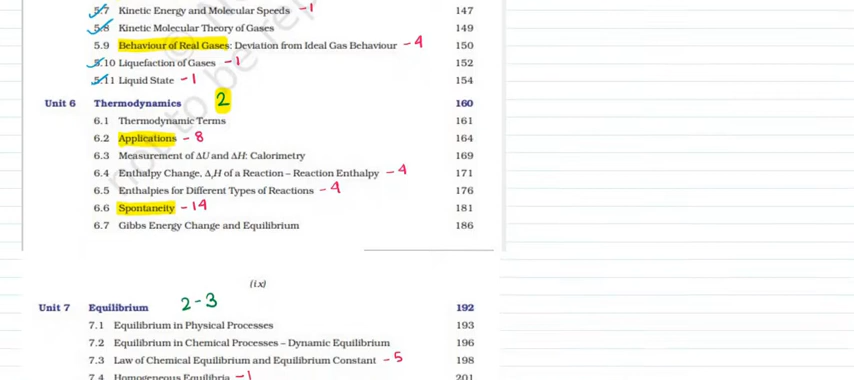 5.7 Kinetic Energy and Molecular Speeds -1 147
5.8 Kinetic Molecular Theory of Gases 149
5.9 Behaviour of Real Gases: Deviation from Ideal Gas Behaviour -4 150
5.10 Liquefaction of Gases -1 152
5.11 Liquid State -1 154
Unit 6 Thermodynamics 2 160
6.1 Thermodynamic Terms 161
6.2 Applications -8 164
6.3 Measurement of ΔU and ΔH: Calorimetry 169
6.4 Enthalpy Change, ΔrH of a Reaction – Reaction Enthalpy -4 171
6.5 Enthalpies for Different Types of Reactions -4 176
6.6 Spontaneity -14 181
6.7 Gibbs Energy Change and Equilibrium 186
(ix)
Unit 7 Equilibrium 2-3 192
7.1 Equilibrium in Physical Processes 193
7.2 Equilibrium in Chemical Processes – Dynamic Equilibrium 196
7.3 Law of Chemical Equilibrium and Equilibrium Constant -5 198
7.4 Homogeneous Equilibria -1 201